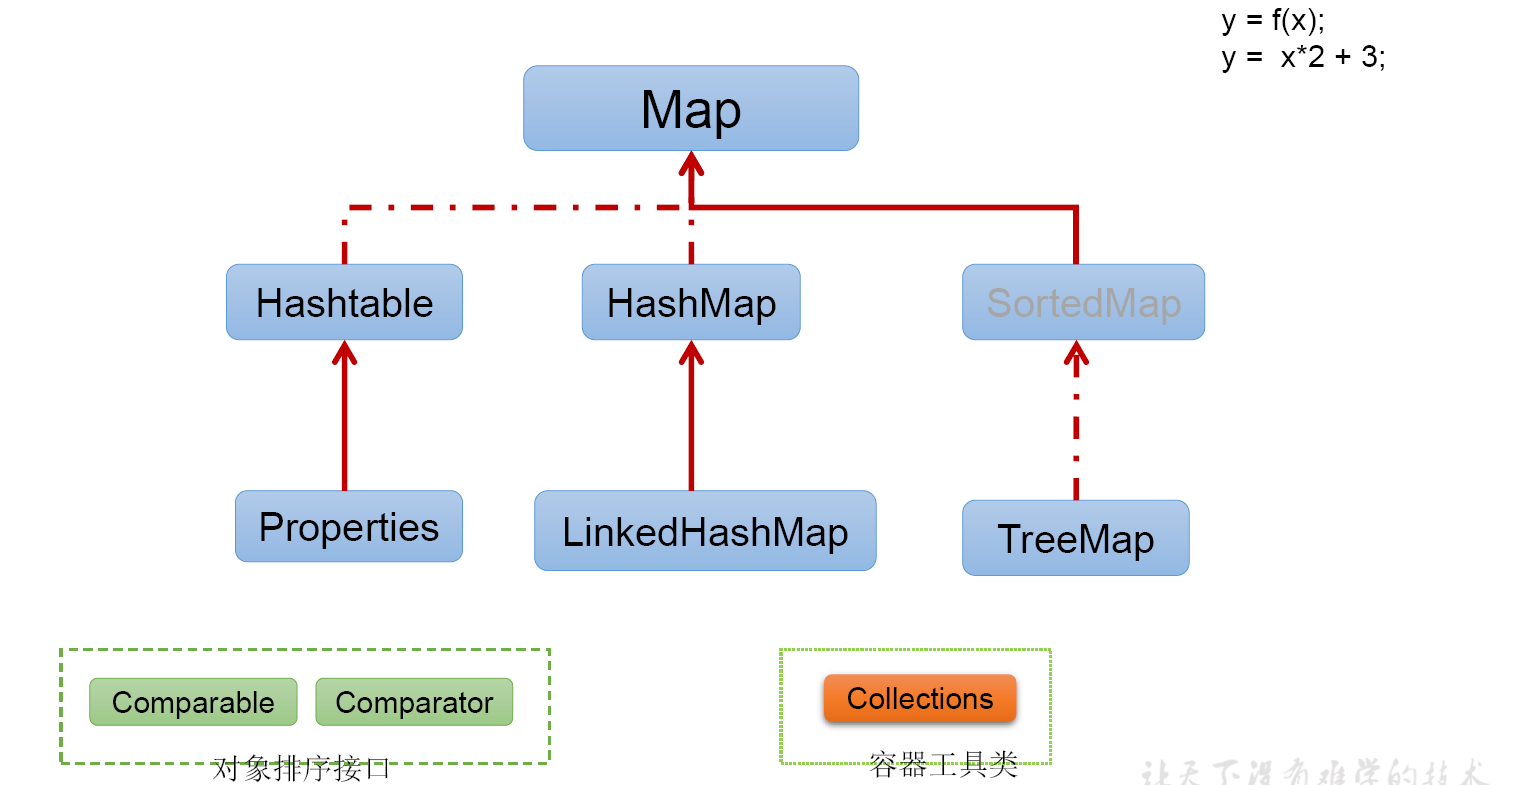 y = f(x);
y = x*2 + 3;
Map
Hashtable
HashMap
SortedMap
Properties
LinkedHashMap
TreeMap
Comparable
Comparator
Collections
对象排序接口
容器工具类
让天下没有难学的技术